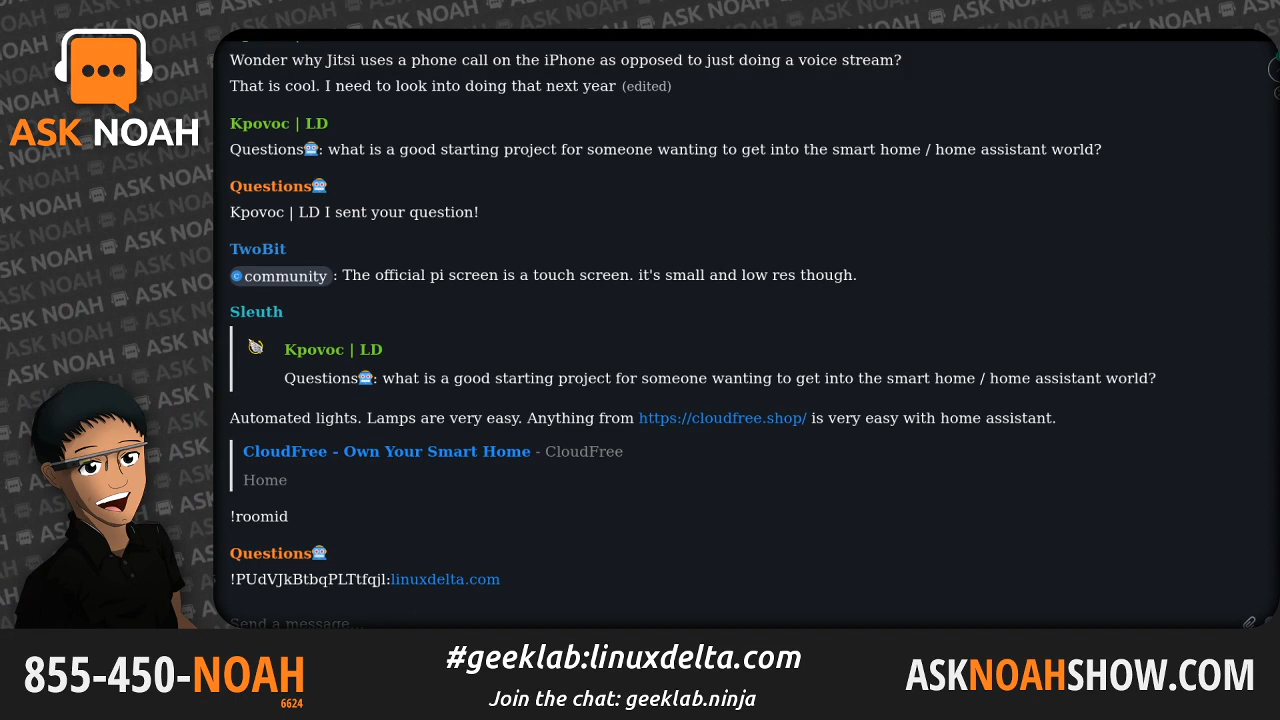 ASK NOAH
Wonder why Jitsi uses a phone call on the iPhone as opposed to just doing a voice stream?
That is cool. I need to look into doing that next year (edited)
Kpovoc | LD
Questions🤖: what is a good starting project for someone wanting to get into the smart home / home assistant world?
Questions🤖
Kpovoc | LD I sent your question!
TwoBit
c community: The official pi screen is a touch screen. it's small and low res though.
Sleuth
Kpovoc | LD
Questions🤖: what is a good starting project for someone wanting to get into the smart home / home assistant world?
Automated lights. Lamps are very easy. Anything from https://cloudfree.shop/ is very easy with home assistant.
CloudFree - Own Your Smart Home - CloudFree
Home
!roomid
Questions🤖
!PUdVJkBtbqPLTtfqjl:linuxdelta.com
Send a message...
855-450-NOAH
6624
#geeklab:linuxdelta.com
Join the chat: geeklab.ninja
ASKNOAHSHOW.COM